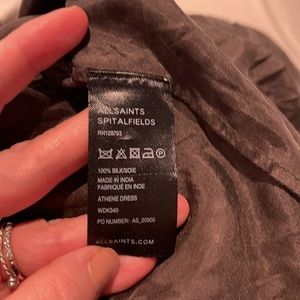 ALLSAINTS
SPITALFIELDS
RN128793
100% SILK/SOIE
MADE IN INDIA
FABRIQUÉ EN INDE
ATHENE DRESS
WDK340
PO NUMBER: AS_20900
ALLSAINTS.COM